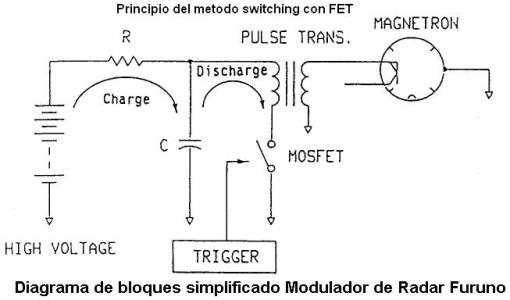 Principio del metodo switching con FET
MAGNETRON
R
PULSE TRANS.
Discharge
Charge
C
MOSFET
HIGH VOLTAGE
TRIGGER
Diagrama de bloques simplificado Modulador de Radar Furuno